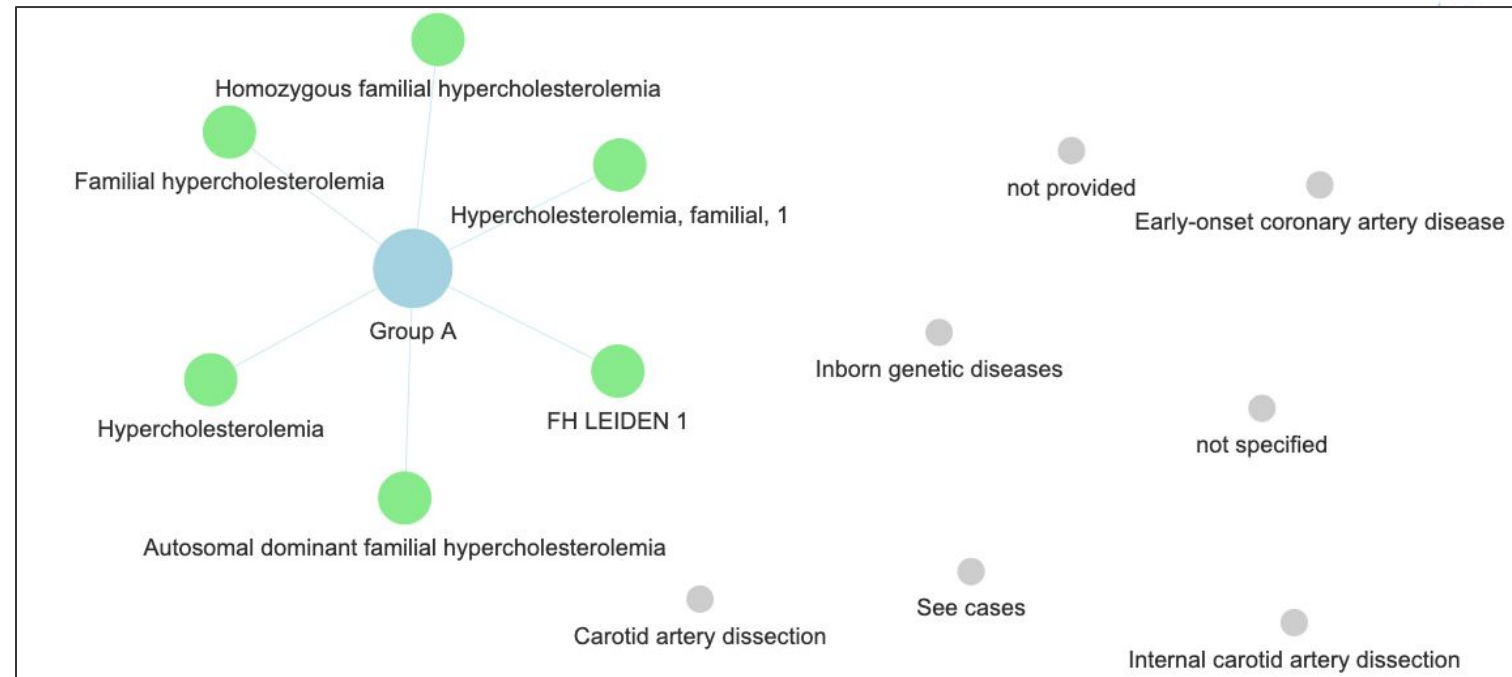 Homozygous familial hypercholesterolemia
Familial hypercholesterolemia
not provided
Hypercholesterolemia, familial, 1
Early-onset coronary artery disease
Group A
Inborn genetic diseases
FH LEIDEN 1
Hypercholesterolemia
not specified
Autosomal dominant familial hypercholesterolemia
See cases
Carotid artery dissection
Internal carotid artery dissection